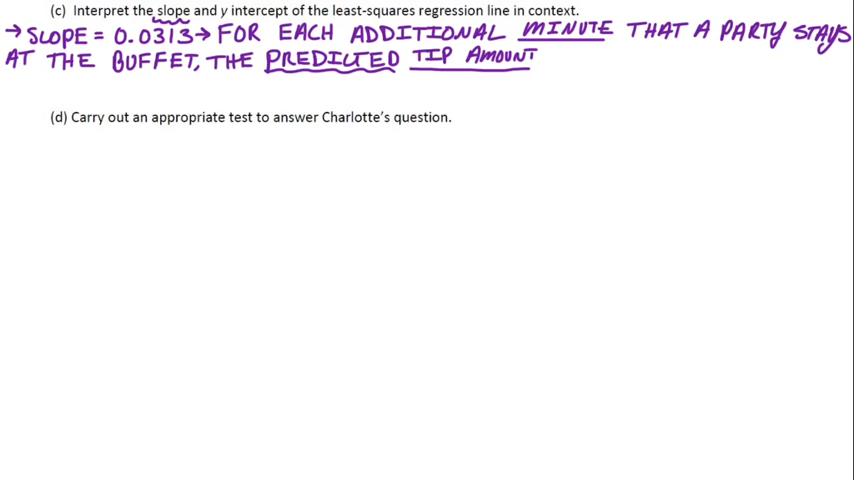 (c) Interpret the slope and y intercept of the least-squares regression line in context.
→ SLOPE = 0.0313 → FOR EACH ADDITIONAL MINUTE THAT A PARTY STAYS
AT THE BUFFET, THE PREDICTED TIP AMOUNT
(d) Carry out an appropriate test to answer Charlotte's question.